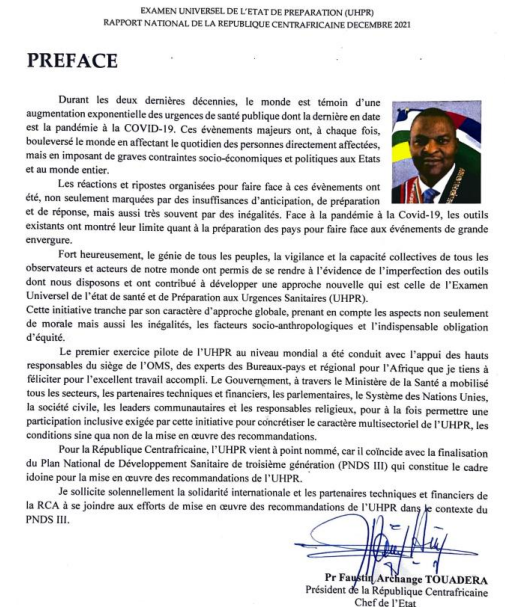 EXAMEN UNIVERSEL DE L'ETAT DE PREPARATION (UHPR)
RAPPORT NATIONAL DE LA REPUBLIQUE CENTRAFRICAINE DECEMBRE 2021
PREFACE
Durant les deux dernières décennies, le monde est témoin d'une
augmentation exponentielle des urgences de santé publique dont la dernière en date
est la pandémie à la COVID-19. Ces évènements majeurs ont, à chaque fois,
bouleversé le monde en affectant le quotidien des personnes directement affectées,
mais en imposant de graves contraintes socio-économiques et politiques aux Etats
et au monde entier.
Les réactions et ripostes organisées pour faire face à ces évènements ont
été, non seulement marquées par des insuffisances d'anticipation, de préparation
et de réponse, mais aussi très souvent par des inégalités. Face à la pandémie à la Covid-19, les outils
existants ont montré leur limite quant à la préparation des pays pour faire face aux événements de grande
envergure.
Fort heureusement, le génie de tous les peuples, la vigilance et la capacité collectives de tous les
observateurs et acteurs de notre monde ont permis de se rendre à l'évidence de l'imperfection des outils
dont nous disposons et ont contribué à développer une approche nouvelle qui est celle de l'Examen
Universel de l'état de santé et de Préparation aux Urgences Sanitaires (UHPR).
Cette initiative tranche par son caractère d'approche globale, prenant en compte les aspects non seulement
de morale mais aussi les inégalités, les facteurs socio-anthropologiques et l'indispensable obligation
d'équité.
Le premier exercice pilote de l'UHPR au niveau mondial a été conduit avec l'appui des hauts
responsables du siège de l'OMS, des experts des Bureaux-pays et régional pour l'Afrique que je tiens à
féliciter pour l'excellent travail accompli. Le Gouvernement, à travers le Ministère de la Santé a mobilisé
tous les secteurs, les partenaires techniques et financiers, les parlementaires, le Système des Nations Unies,
la société civile, les leaders communautaires et les responsables religieux, pour à la fois permettre une
participation inclusive exigée par cette initiative pour concrétiser le caractère multisectoriel de l'UHPR, les
conditions sine qua non de la mise en œuvre des recommandations.
Pour la République Centrafricaine, l'UHPR vient à point nommé, car il coïncide avec la finalisation
du Plan National de Développement Sanitaire de troisième génération (PNDS III) qui constitue le cadre
idoine pour la mise en œuvre des recommandations de l'UHPR.
Je sollicite solennellement la solidarité internationale et les partenaires techniques et financiers de
la RCA à se joindre aux efforts de mise en œuvre des recommandations de l'UHPR dans le contexte du
PNDS III.
Pr Faustin Archange TOUADERA
Président de la République Centrafricaine
Chef de l'Etat